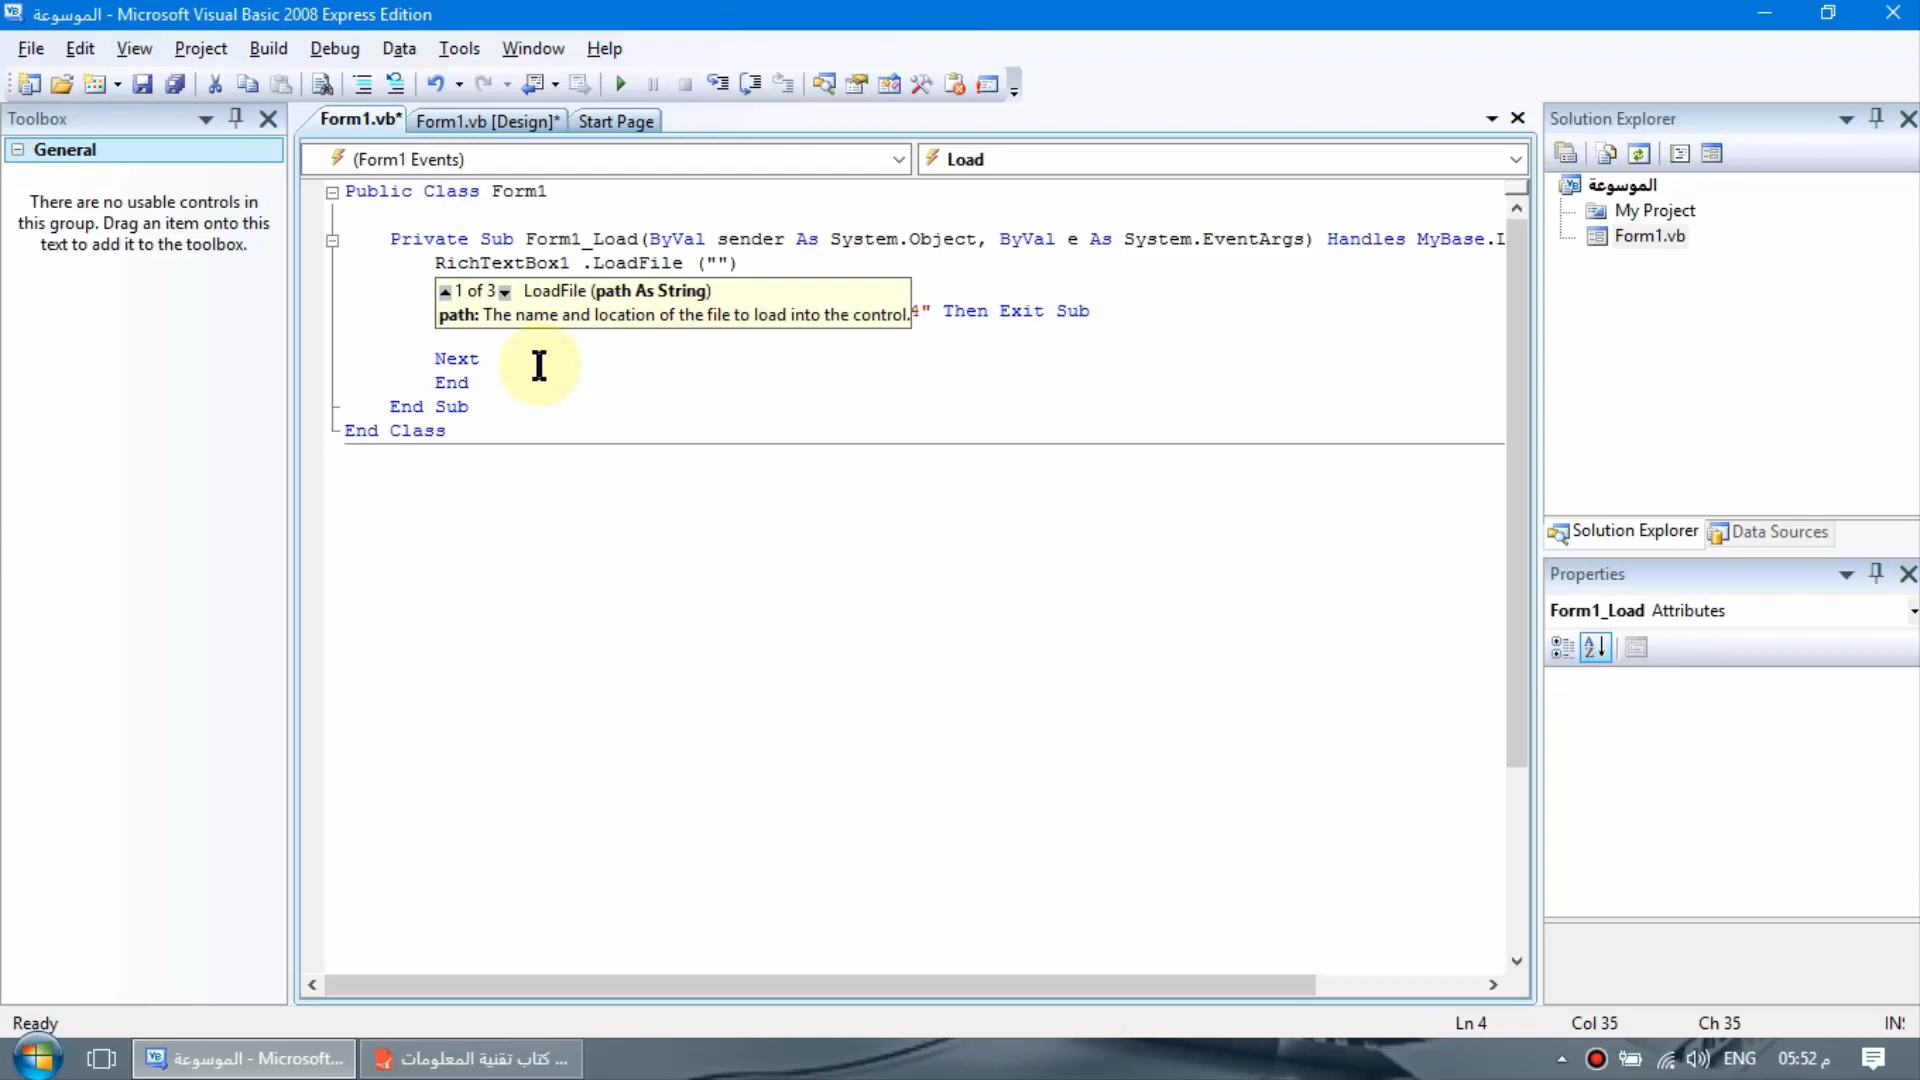 الموسوعة - Microsoft Visual Basic 2008 Express Edition
File Edit View Project Build Debug Data Tools Window Help
Toolbox
General
There are no usable controls in
this group. Drag an item onto this
text to add it to the toolbox.
Form1.vb* Form1.vb [Design]* Start Page
(Form1 Events) Load
Public Class Form1
Private Sub Form1_Load(ByVal sender As System.Object, ByVal e As System.EventArgs) Handles MyBase.L
RichTextBox1 .LoadFile ("")
1 of 3 LoadFile (path As String)
path: The name and location of the file to load into the control.
4" Then Exit Sub
Next
End
End Sub
End Class
Solution Explorer
الموسوعة
My Project
Form1.vb
Solution Explorer Data Sources
Properties
Form1_Load Attributes
Ready Ln 4 Col 35 Ch 35 INS
الموسوعة - Microsoft... كتاب تقنية المعلومات ... ENG 05:52 م